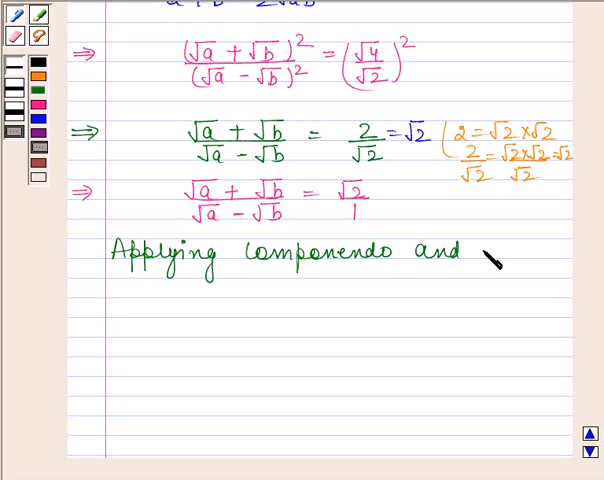 ⇒ (√a + √b)² / (√a − √b)² = (√4 / √2)²
⇒ √a + √b / √a − √b = 2 / √2 = √2 ( 2 = √2 × √2
2 / √2 = √2 × √2 / √2 = √2
⇒ √a + √b / √a − √b = √2 / 1
Applying componendo and